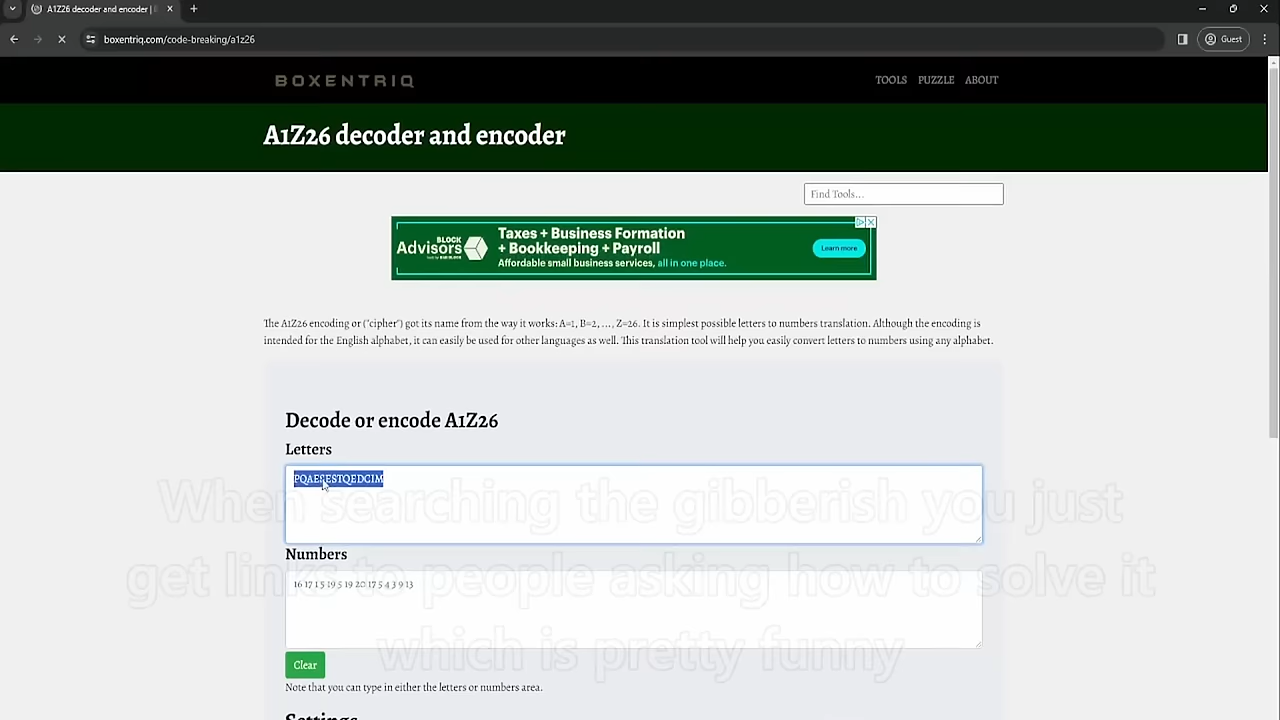 A1Z26 decoder and encoder |
boxentriq.com/code-breaking/a1z26
Guest
BOXENTRIQ
TOOLS PUZZLE ABOUT
A1Z26 decoder and encoder
Find Tools...
BLOCK
Advisors
Taxes + Business Formation
+ Bookkeeping + Payroll
Affordable small business services, all in one place.
Learn more
The A1Z26 encoding or ("cipher") got its name from the way it works: A=1, B=2, ..., Z=26. It is simplest possible letters to numbers translation. Although the encoding is
intended for the English alphabet, it can easily be used for other languages as well. This translation tool will help you easily convert letters to numbers using any alphabet.
Decode or encode A1Z26
Letters
PQAESESTQEDCIM
When searching the gibberish you just
get links to people asking how to solve it
which is pretty funny
Numbers
16 17 1 5 19 5 19 20 17 5 4 3 9 13
Clear
Note that you can type in either the letters or numbers area.
Settings